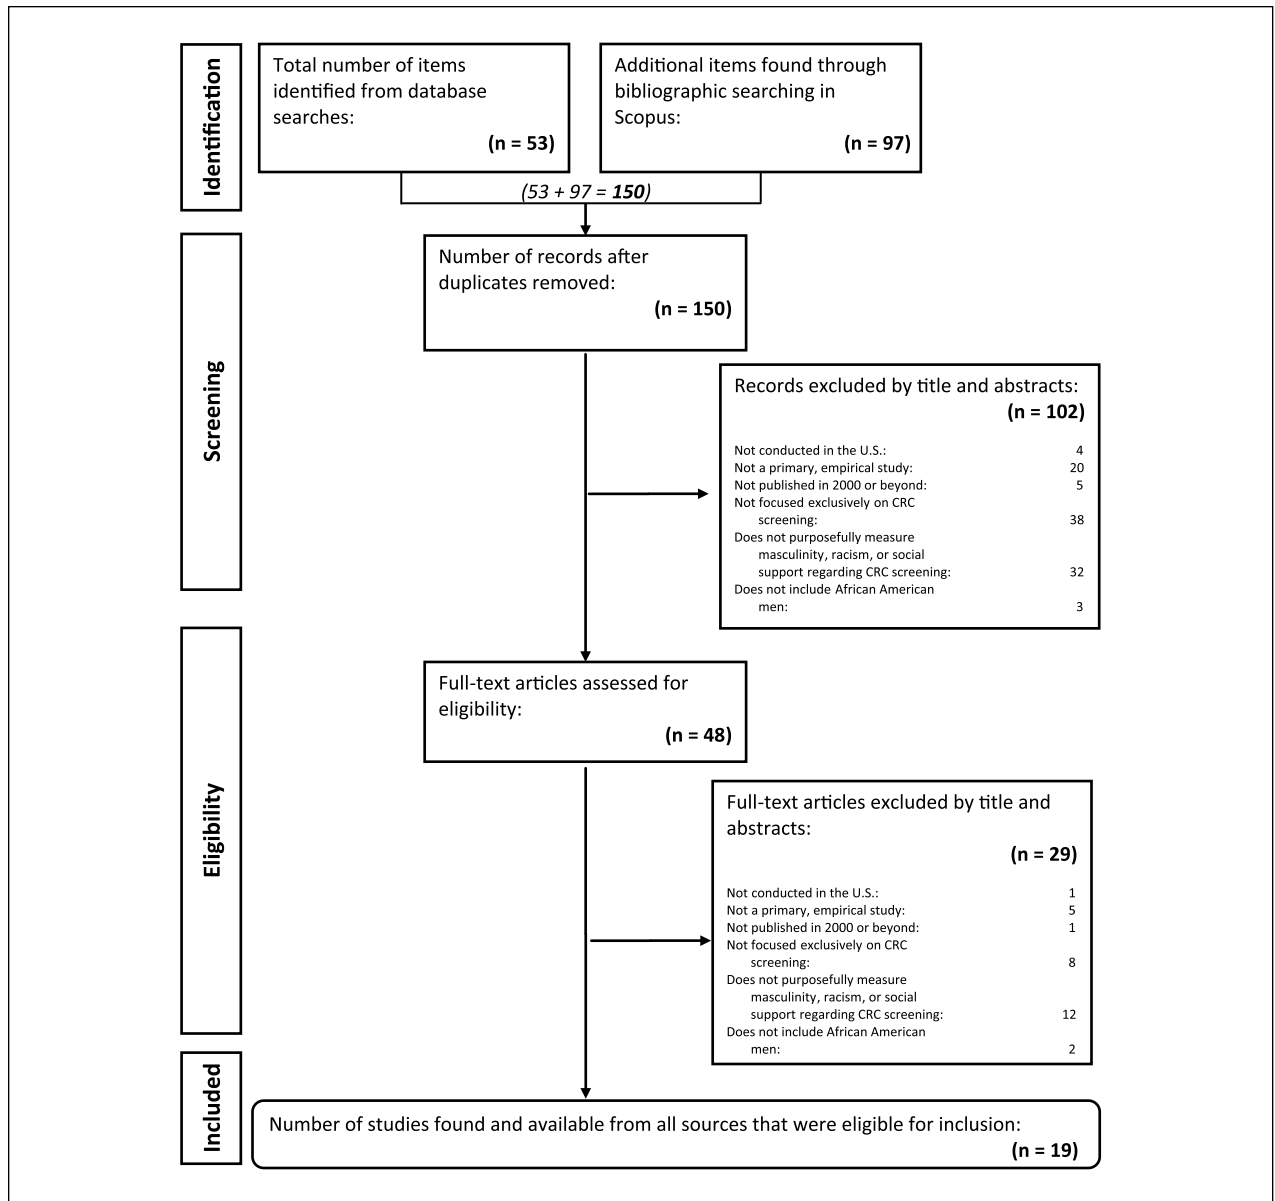 Identification
Total number of items
identified from database
searches:
(n = 53)
Additional items found through
bibliographic searching in
Scopus:
(n = 97)
(53 + 97 = 150)
Screening
Number of records after
duplicates removed:
(n = 150)
Records excluded by title and abstracts:
(n = 102)
Not conducted in the U.S.: 4
Not a primary, empirical study: 20
Not published in 2000 or beyond: 5
Not focused exclusively on CRC
screening: 38
Does not purposefully measure
masculinity, racism, or social
support regarding CRC screening: 32
Does not include African American
men: 3
Eligibility
Full-text articles assessed for
eligibility:
(n = 48)
Full-text articles excluded by title and
abstracts:
(n = 29)
Not conducted in the U.S.: 1
Not a primary, empirical study: 5
Not published in 2000 or beyond: 1
Not focused exclusively on CRC
screening: 8
Does not purposefully measure
masculinity, racism, or social
support regarding CRC screening: 12
Does not include African American
men: 2
Included
Number of studies found and available from all sources that were eligible for inclusion:
(n = 19)